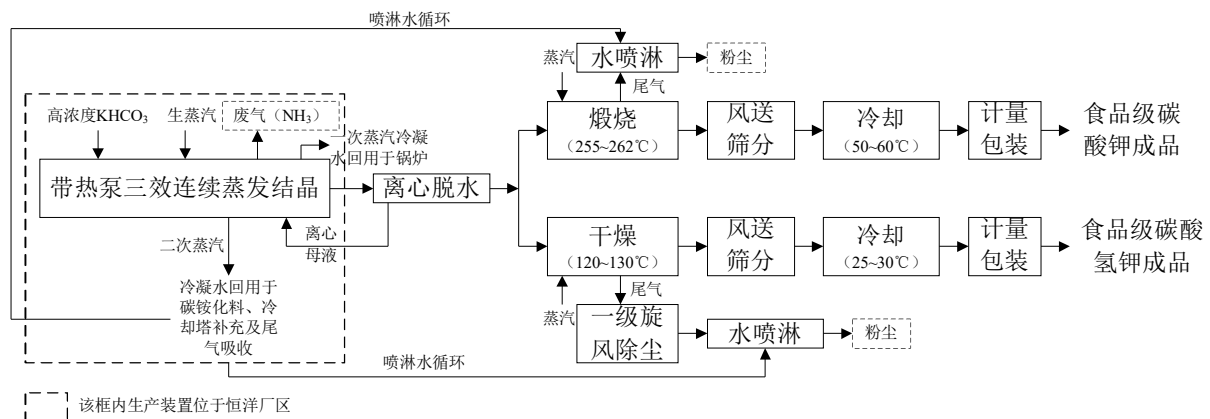 喷淋水循环
蒸汽
水喷淋
粉尘
尾气
高浓度KHCO₃
生蒸汽
废气（NH₃）
一次蒸汽冷凝
水回用于锅炉
煅烧
（255~262℃）
风送
筛分
冷却
（50~60℃）
计量
包装
食品级碳
酸钾成品
带热泵三效连续蒸发结晶
离心脱水
二次蒸汽
离心
母液
干燥
（120~130℃）
风送
筛分
冷却
（25~30℃）
计量
包装
食品级碳酸
氢钾成品
冷凝水回用于
碳铵化料、冷
却塔补充及尾
气吸收
蒸汽
尾气
一级旋
风除尘
水喷淋
粉尘
喷淋水循环
该框内生产装置位于恒洋厂区